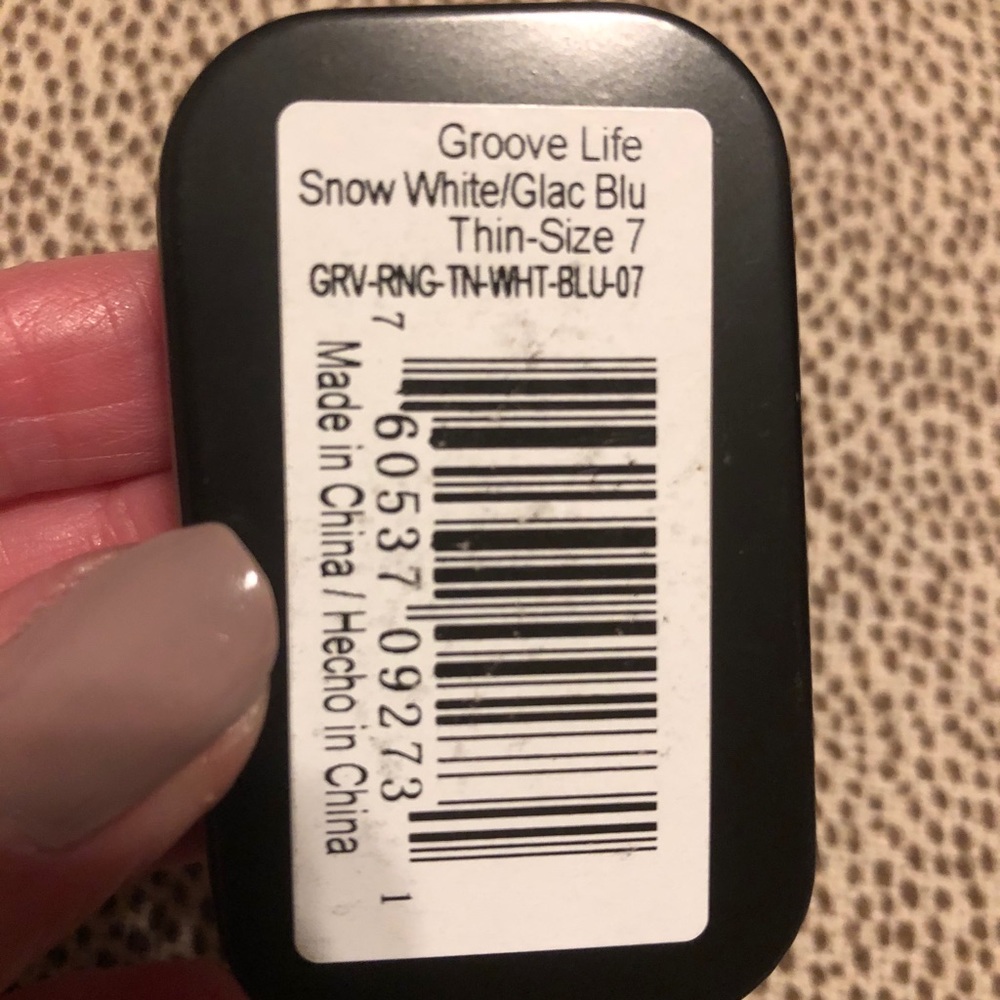 Groove Life
Snow White/Glac Blu
Thin-Size 7
GRV-RNG-TN-WHT-BLU-07
7 60537 09273 1
Made in China / Hecho in China